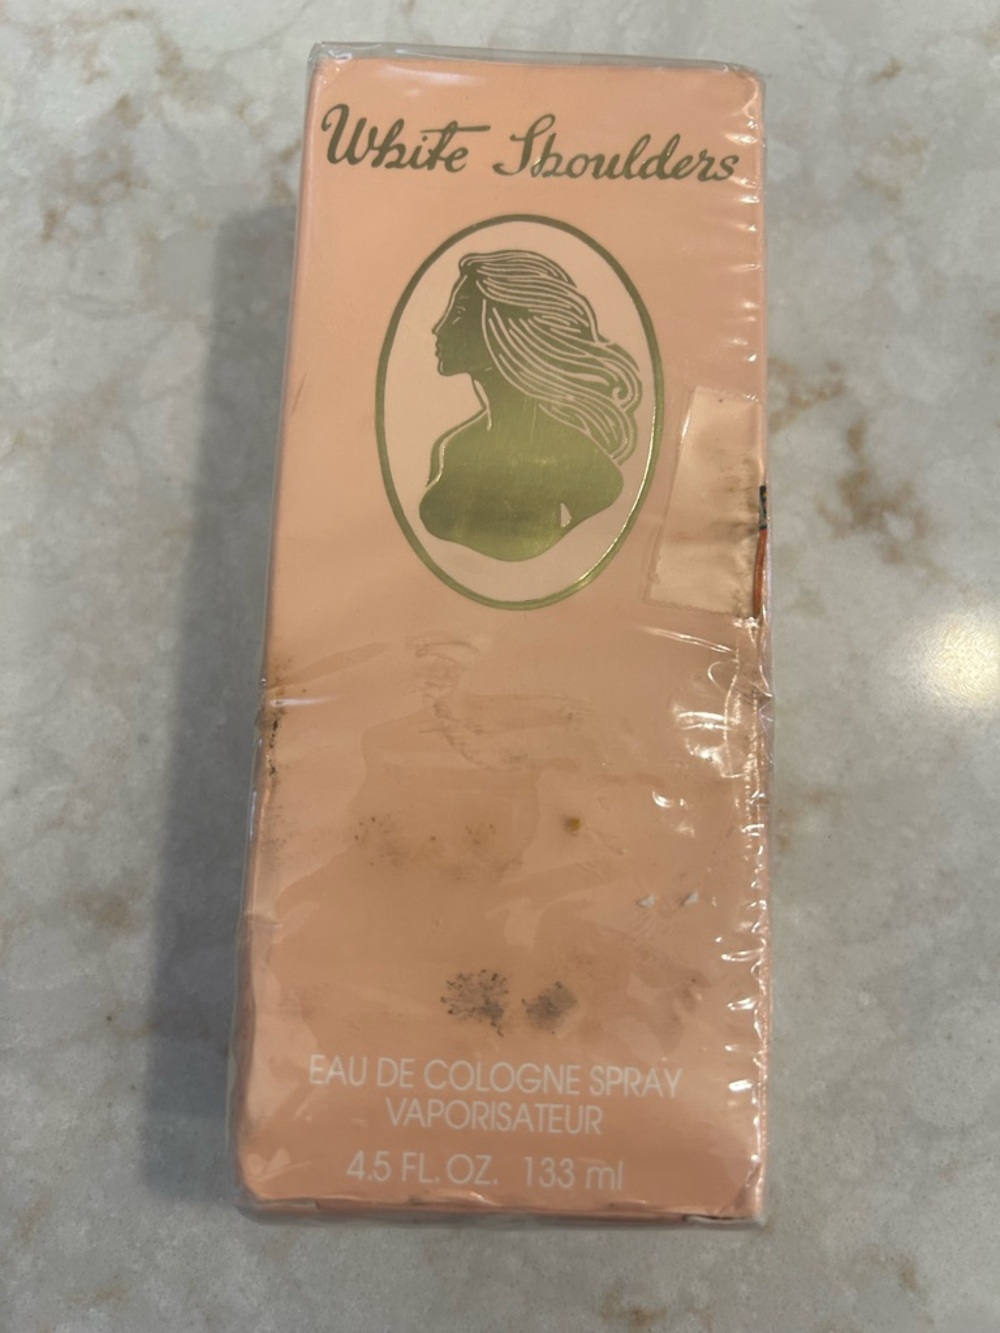 White Shoulders
EAU DE COLOGNE SPRAY
VAPORISATEUR
4.5 FL. OZ. 133 ml